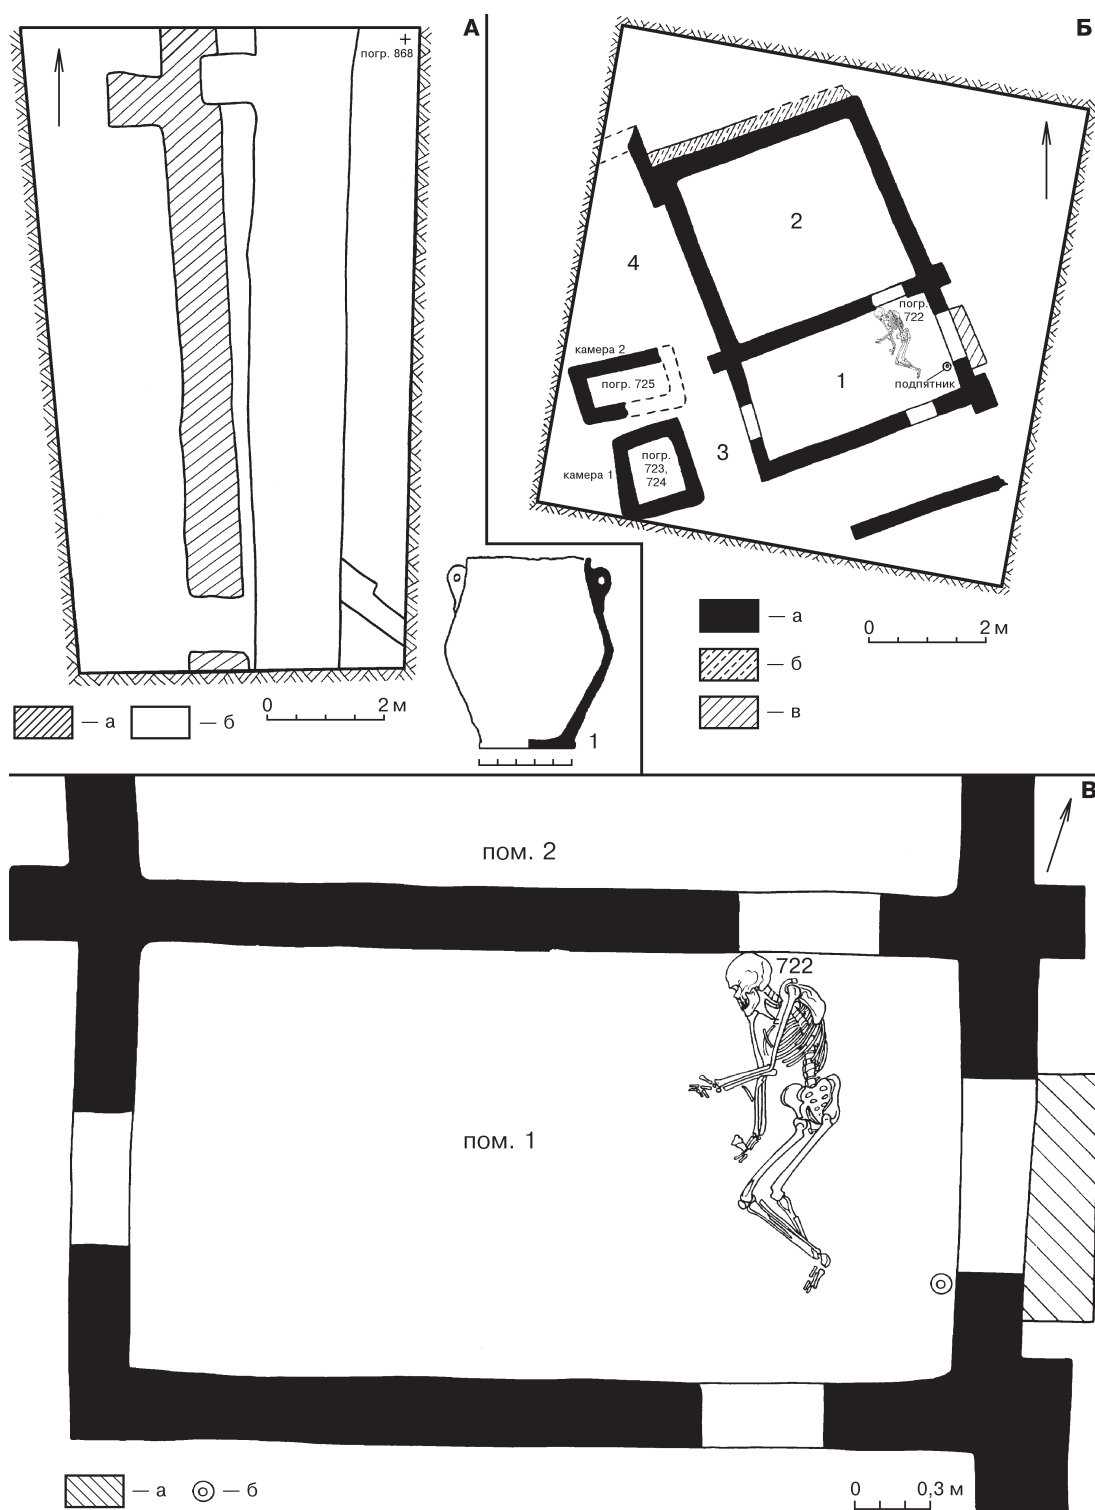 А
погр. 868
— а
— б
0
2 м
1
Б
2
4
погр.
722
камера 2
погр. 725
1
подпятник
3
погр.
723,
724
камера 1
— а
— б
— в
0
2 м
В
пом. 2
722
пом. 1
— а
— б
0
0,3 м